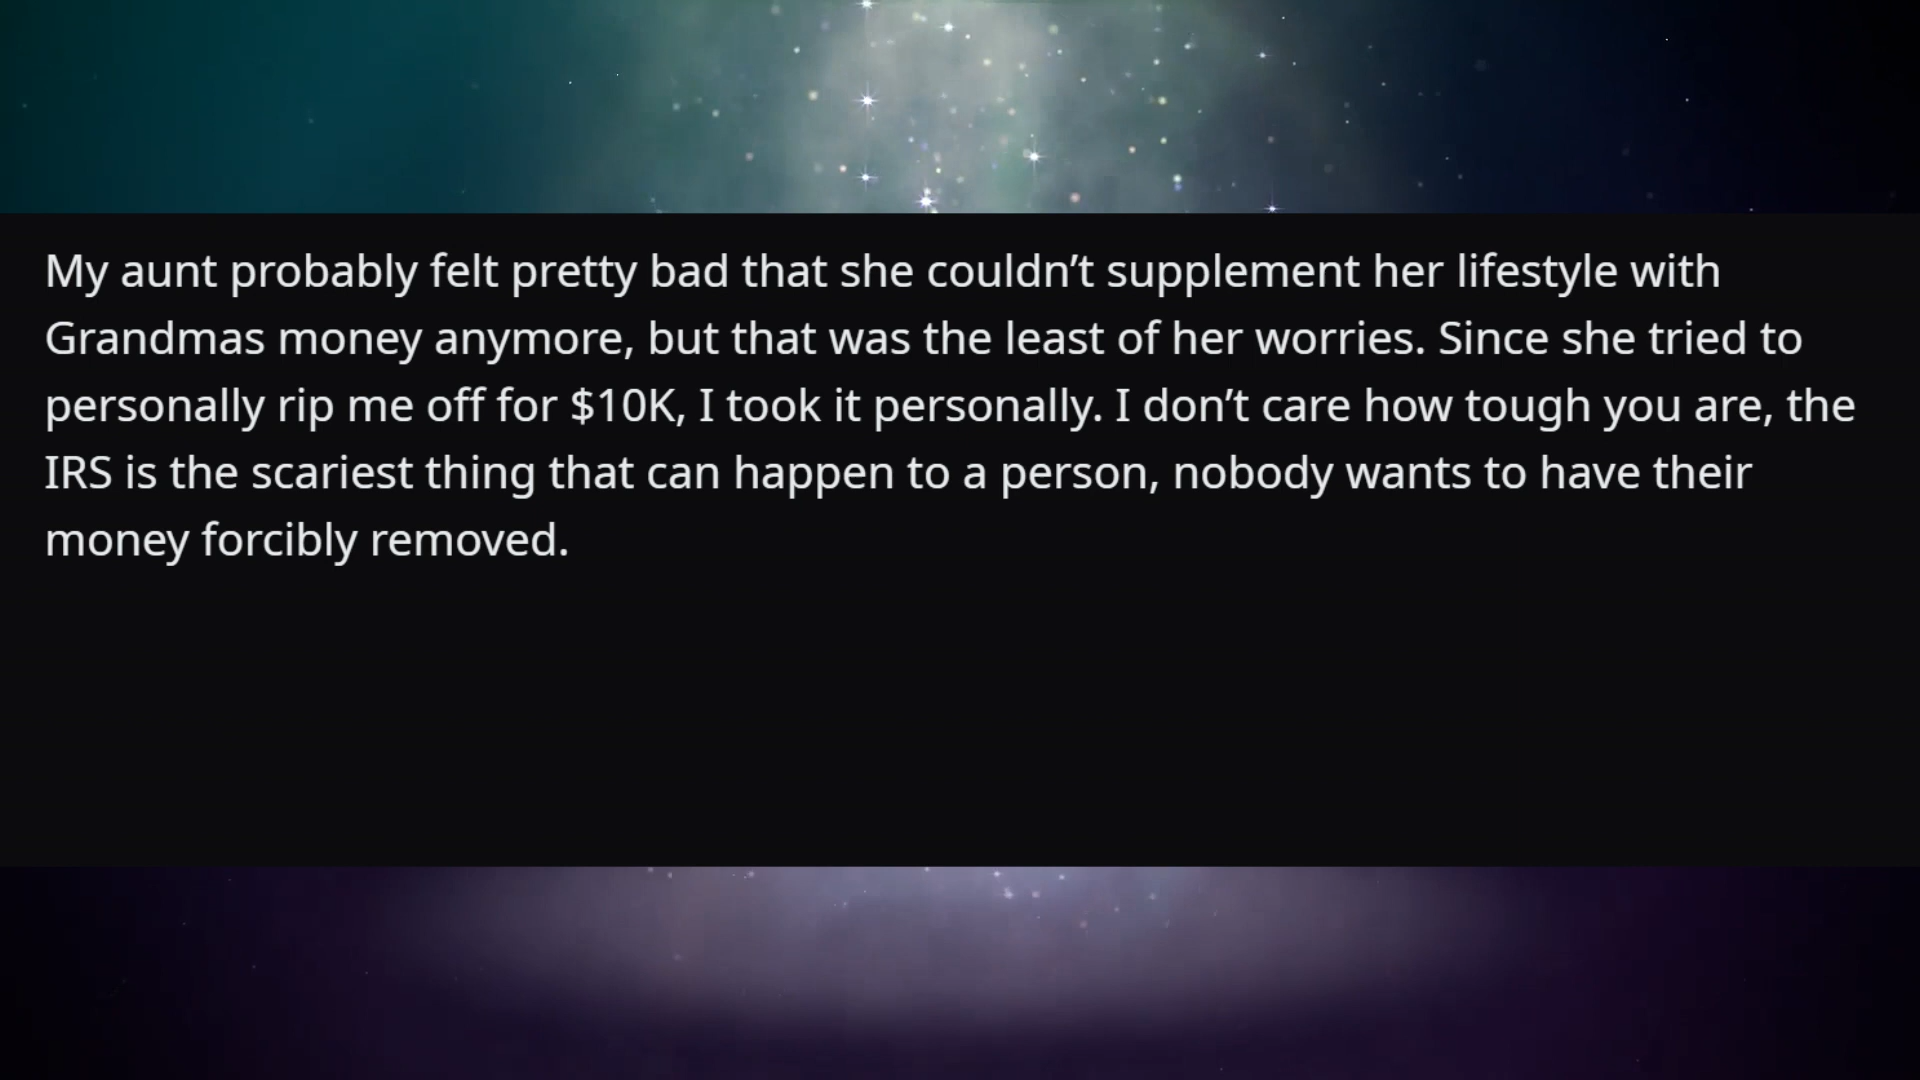 My aunt probably felt pretty bad that she couldn’t supplement her lifestyle with
Grandmas money anymore, but that was the least of her worries. Since she tried to
personally rip me off for $10K, I took it personally. I don’t care how tough you are, the
IRS is the scariest thing that can happen to a person, nobody wants to have their
money forcibly removed.